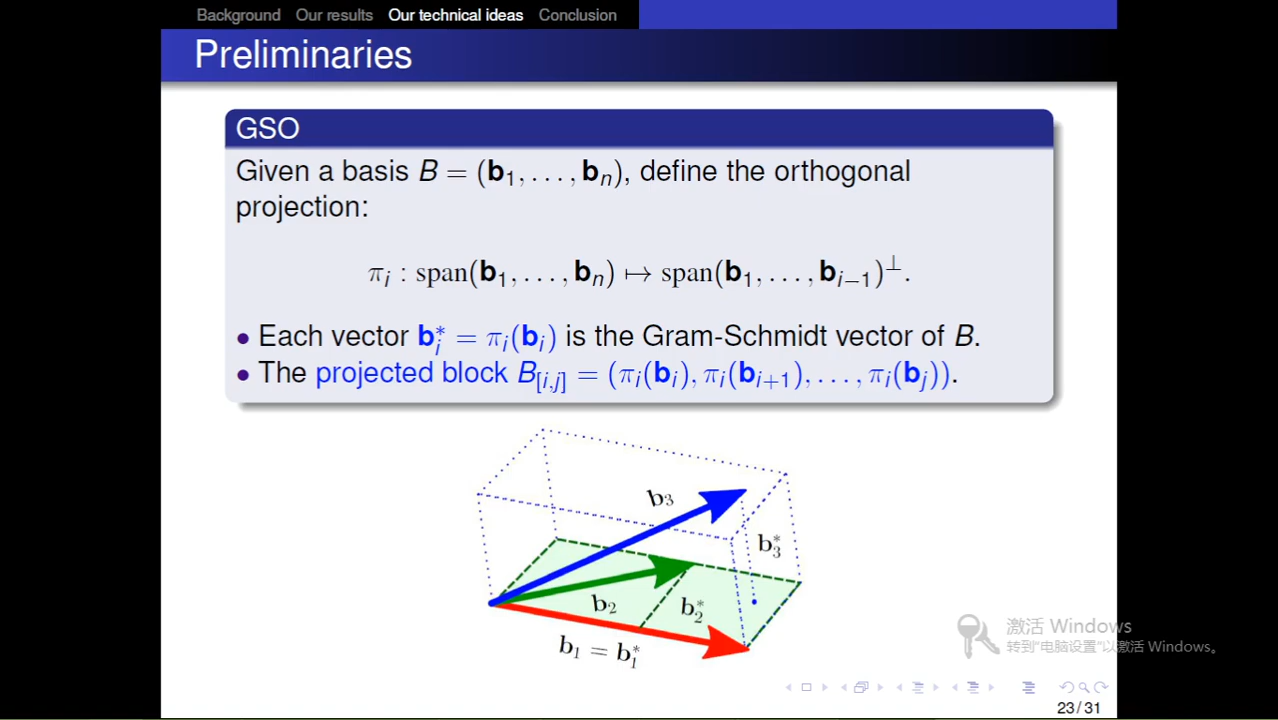 Background Our results Our technical ideas Conclusion
Preliminaries
GSO
Given a basis B = (b₁, . . . , bₙ), define the orthogonal
projection:
πᵢ : span(b₁, . . . , bₙ) ↦ span(b₁, . . . , bᵢ₋₁)⊥.
• Each vector bᵢ* = πᵢ(bᵢ) is the Gram-Schmidt vector of B.
• The projected block B[i,j] = (πᵢ(bᵢ), πᵢ(bᵢ₊₁), . . . , πᵢ(bⱼ)).
b₃
b₃*
b₂
b₂*
b₁ = b₁*
激活 Windows
转到"电脑设置"以激活 Windows。
23 / 31